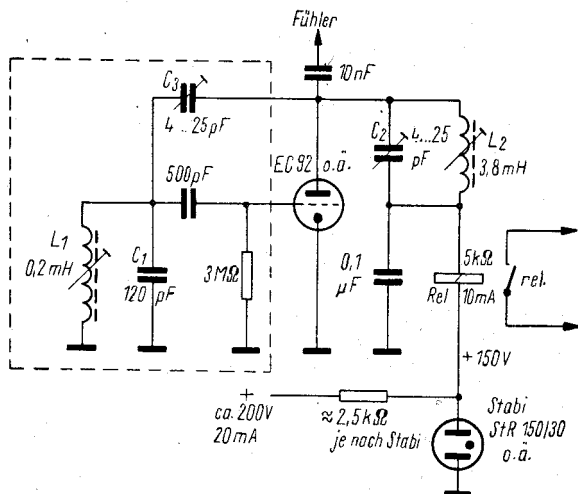 Fühler
10nF
C3
4...25pF
500pF
EC92 o.ä.
C2
4...25
pF
L2
3,8mH
L1
0,2mH
C1
120 pF
3MΩ
0,1
µF
5kΩ
Rel
10mA
rel.
+150V
+
ca. 200V
20mA
≈2,5kΩ
je nach Stabi
Stabi
StR 150/30
o.ä.